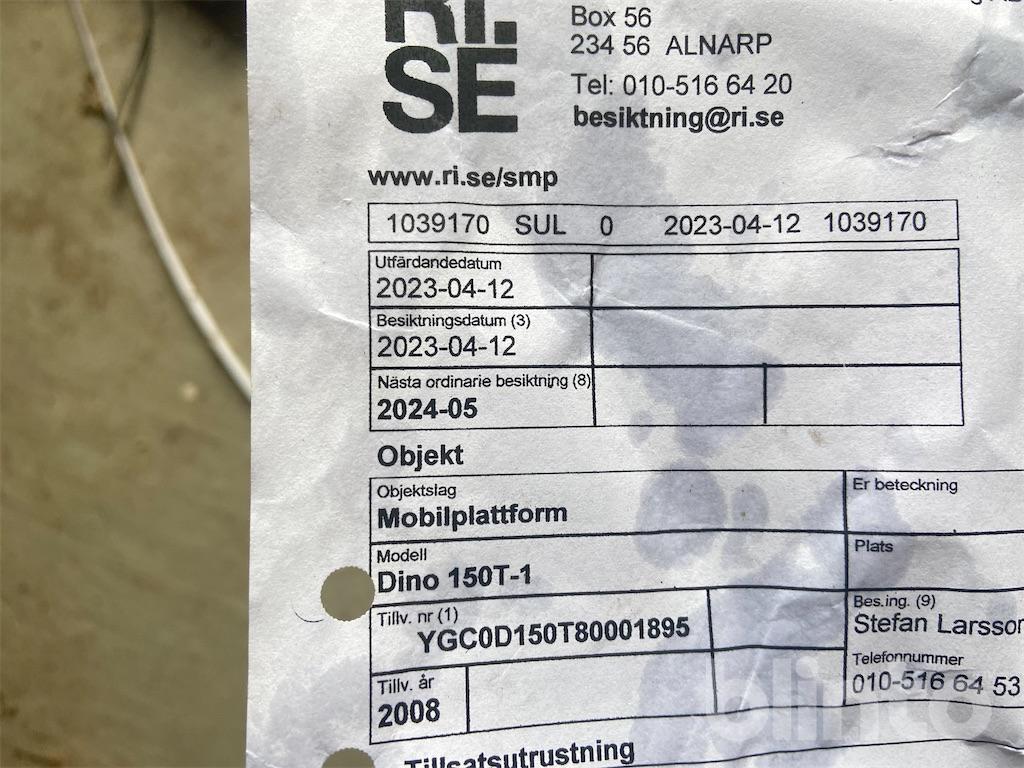 RI.
SE
Box 56
234 56 ALNARP
Tel: 010-516 64 20
besiktning@ri.se
www.ri.se/smp
1039170 SUL 0 2023-04-12 1039170
Utfärdandedatum
2023-04-12
Besiktningsdatum (3)
2023-04-12
Nästa ordinarie besiktning (8)
2024-05
Objekt
Objektslag
Mobilplattform
Er beteckning
Modell
Dino 150T-1
Plats
Tillv. nr (1)
YGC0D150T80001895
Bes.ing. (9)
Stefan Larsson
Tillv. år
2008
Telefonnummer
010-516 64 53
Tillsatsutrustning
klinto